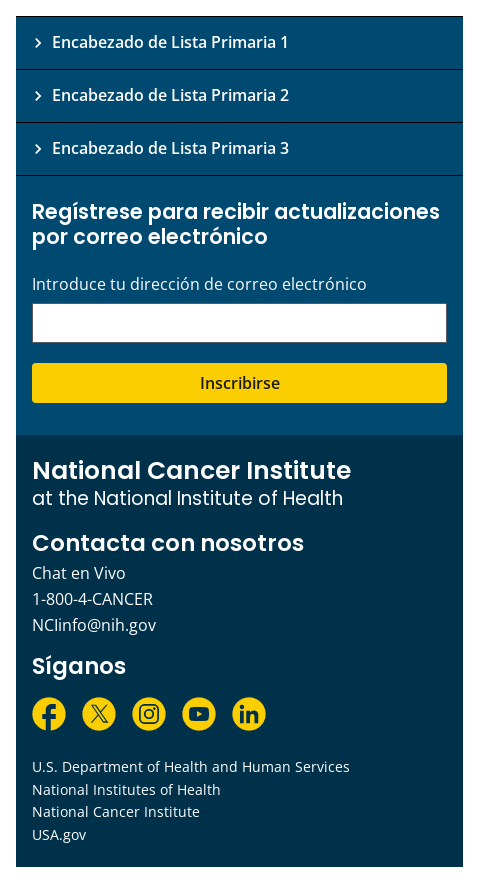 Encabezado de Lista Primaria 1
Encabezado de Lista Primaria 2
Encabezado de Lista Primaria 3
Regístrese para recibir actualizaciones
por correo electrónico
Introduce tu dirección de correo electrónico
Inscribirse
National Cancer Institute
at the National Institute of Health
Contacta con nosotros
Chat en Vivo
1-800-4-CANCER
NCIinfo@nih.gov
Síganos
U.S. Department of Health and Human Services
National Institutes of Health
National Cancer Institute
USA.gov